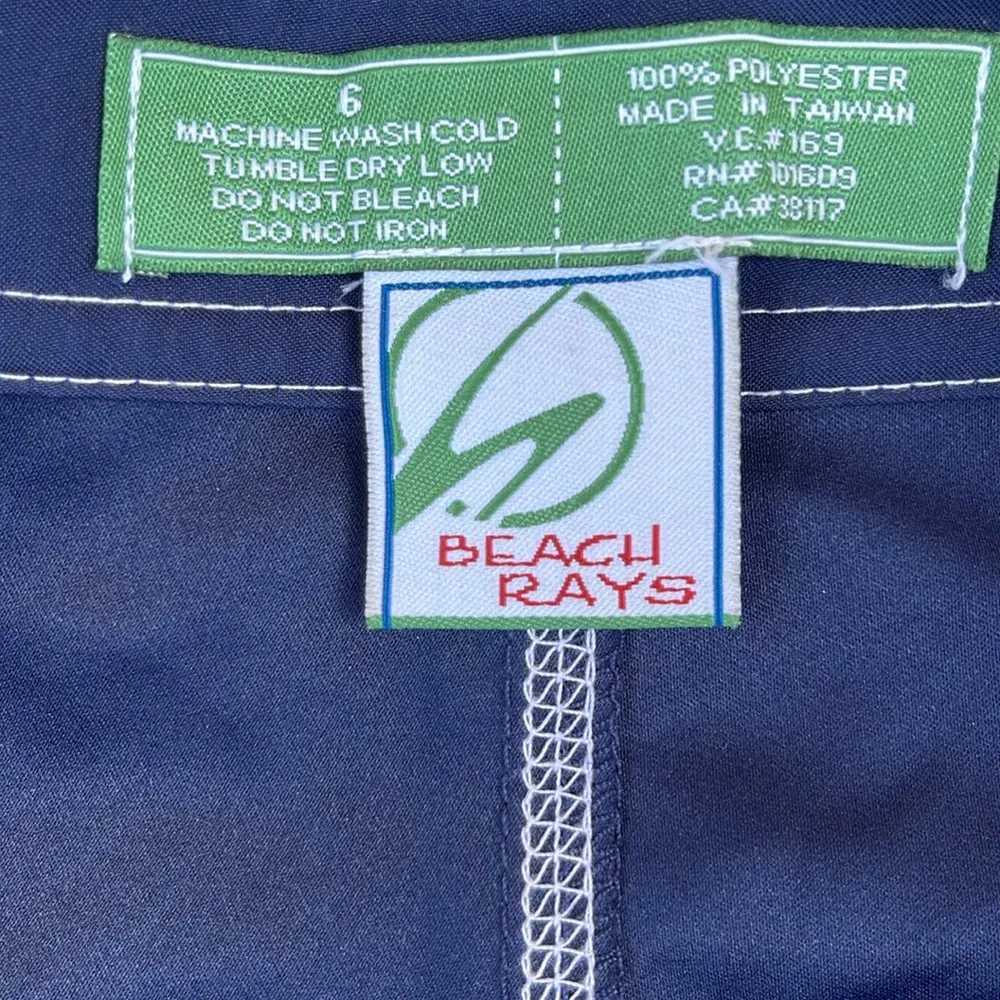 6
MACHINE WASH COLD
TUMBLE DRY LOW
DO NOT BLEACH
DO NOT IRON
100% POLYESTER
MADE IN TAIWAN
V.C.#169
RN# 101609
CA# 38117
BEACH
RAYS